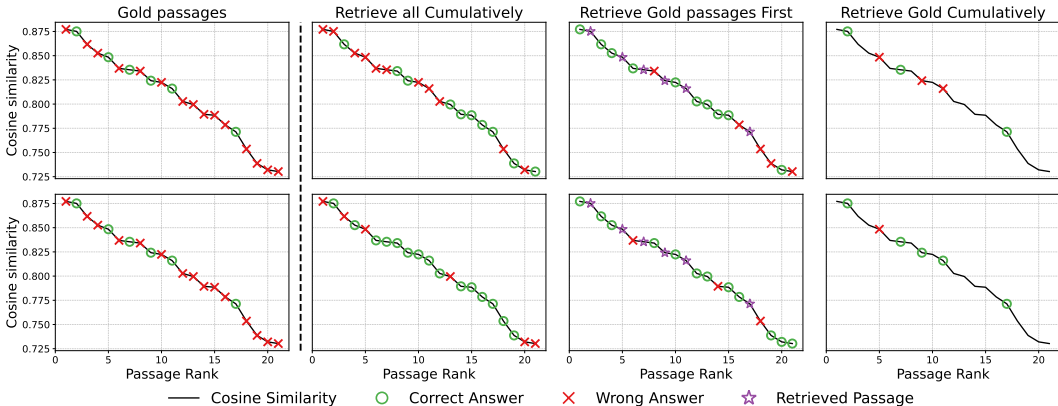 Gold passages
Retrieve all Cumulatively
Retrieve Gold passages First
Retrieve Gold Cumulatively
Cosine similarity
0.875
0.850
0.825
0.800
0.775
0.750
0.725
Cosine similarity
0.875
0.850
0.825
0.800
0.775
0.750
0.725
0 5 10 15 20
0 5 10 15 20
0 5 10 15 20
0 5 10 15 20
Passage Rank
Passage Rank
Passage Rank
Passage Rank
Cosine Similarity
Correct Answer
Wrong Answer
Retrieved Passage